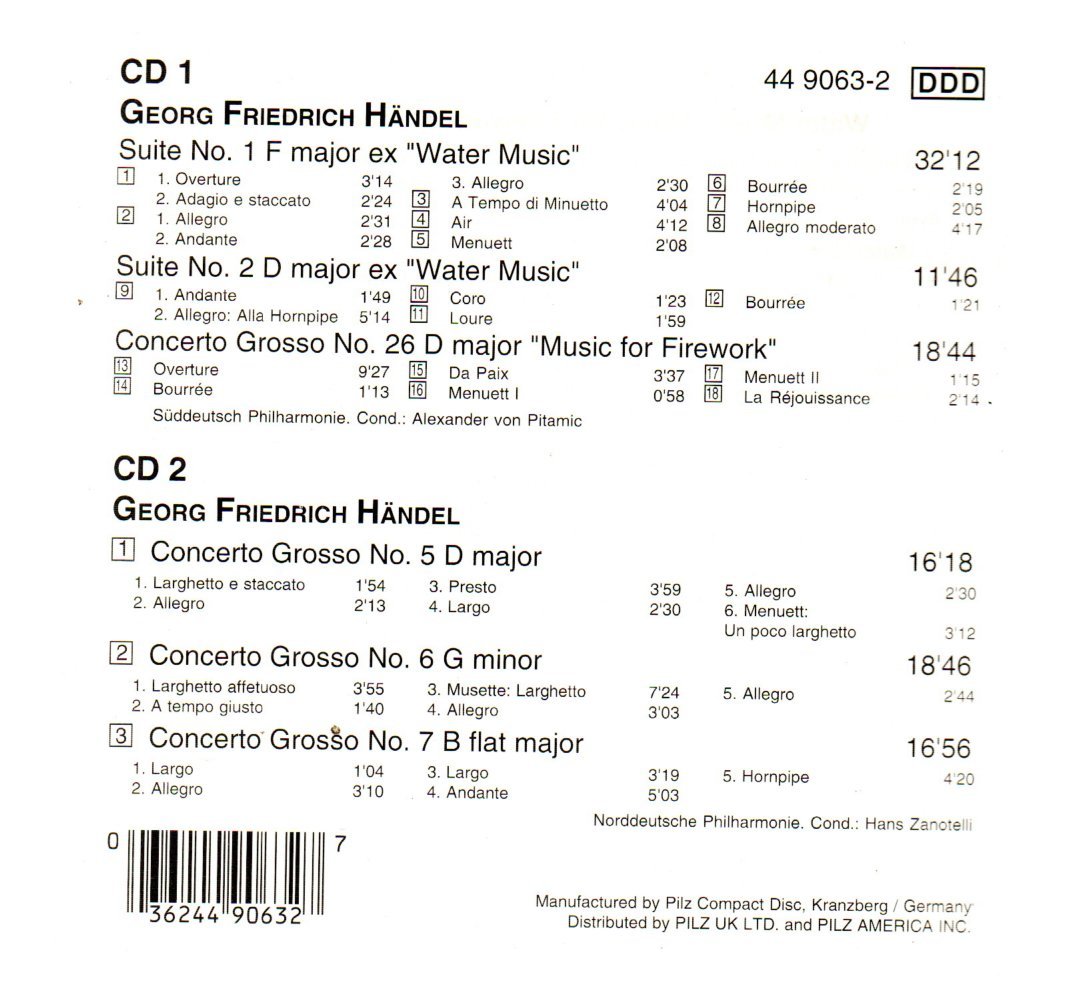 CD 1
44 9063-2 DDD
GEORG FRIEDRICH HÄNDEL
Suite No. 1 F major ex "Water Music" 32'12
1 1. Overture 3'14 3. Allegro 2'30 6 Bourrée 2'19
2. Adagio e staccato 2'24 3 A Tempo di Minuetto 4'04 7 Hornpipe 2'05
2 1. Allegro 2'31 4 Air 4'12 8 Allegro moderato 4'17
2. Andante 2'28 5 Menuett 2'08
Suite No. 2 D major ex "Water Music" 11'46
9 1. Andante 1'49 10 Coro 1'23 12 Bourrée 1'21
2. Allegro: Alla Hornpipe 5'14 11 Loure 1'59
Concerto Grosso No. 26 D major "Music for Firework" 18'44
13 Overture 9'27 15 Da Paix 3'37 17 Menuett II 1'15
14 Bourrée 1'13 16 Menuett I 0'58 18 La Réjouissance 2'14
Süddeutsch Philharmonie. Cond.: Alexander von Pitamic
CD 2
GEORG FRIEDRICH HÄNDEL
1 Concerto Grosso No. 5 D major 16'18
1. Larghetto e staccato 1'54 3. Presto 3'59 5. Allegro 2'30
2. Allegro 2'13 4. Largo 2'30 6. Menuett:
Un poco larghetto 3'12
2 Concerto Grosso No. 6 G minor 18'46
1. Larghetto affetuoso 3'55 3. Musette: Larghetto 7'24 5. Allegro 2'44
2. A tempo giusto 1'40 4. Allegro 3'03
3 Concerto Grosso No. 7 B flat major 16'56
1. Largo 1'04 3. Largo 3'19 5. Hornpipe 4'20
2. Allegro 3'10 4. Andante 5'03
Norddeutsche Philharmonie. Cond.: Hans Zanotelli
0 36244 90632 7
Manufactured by Pilz Compact Disc, Kranzberg / Germany
Distributed by PILZ UK LTD. and PILZ AMERICA INC.